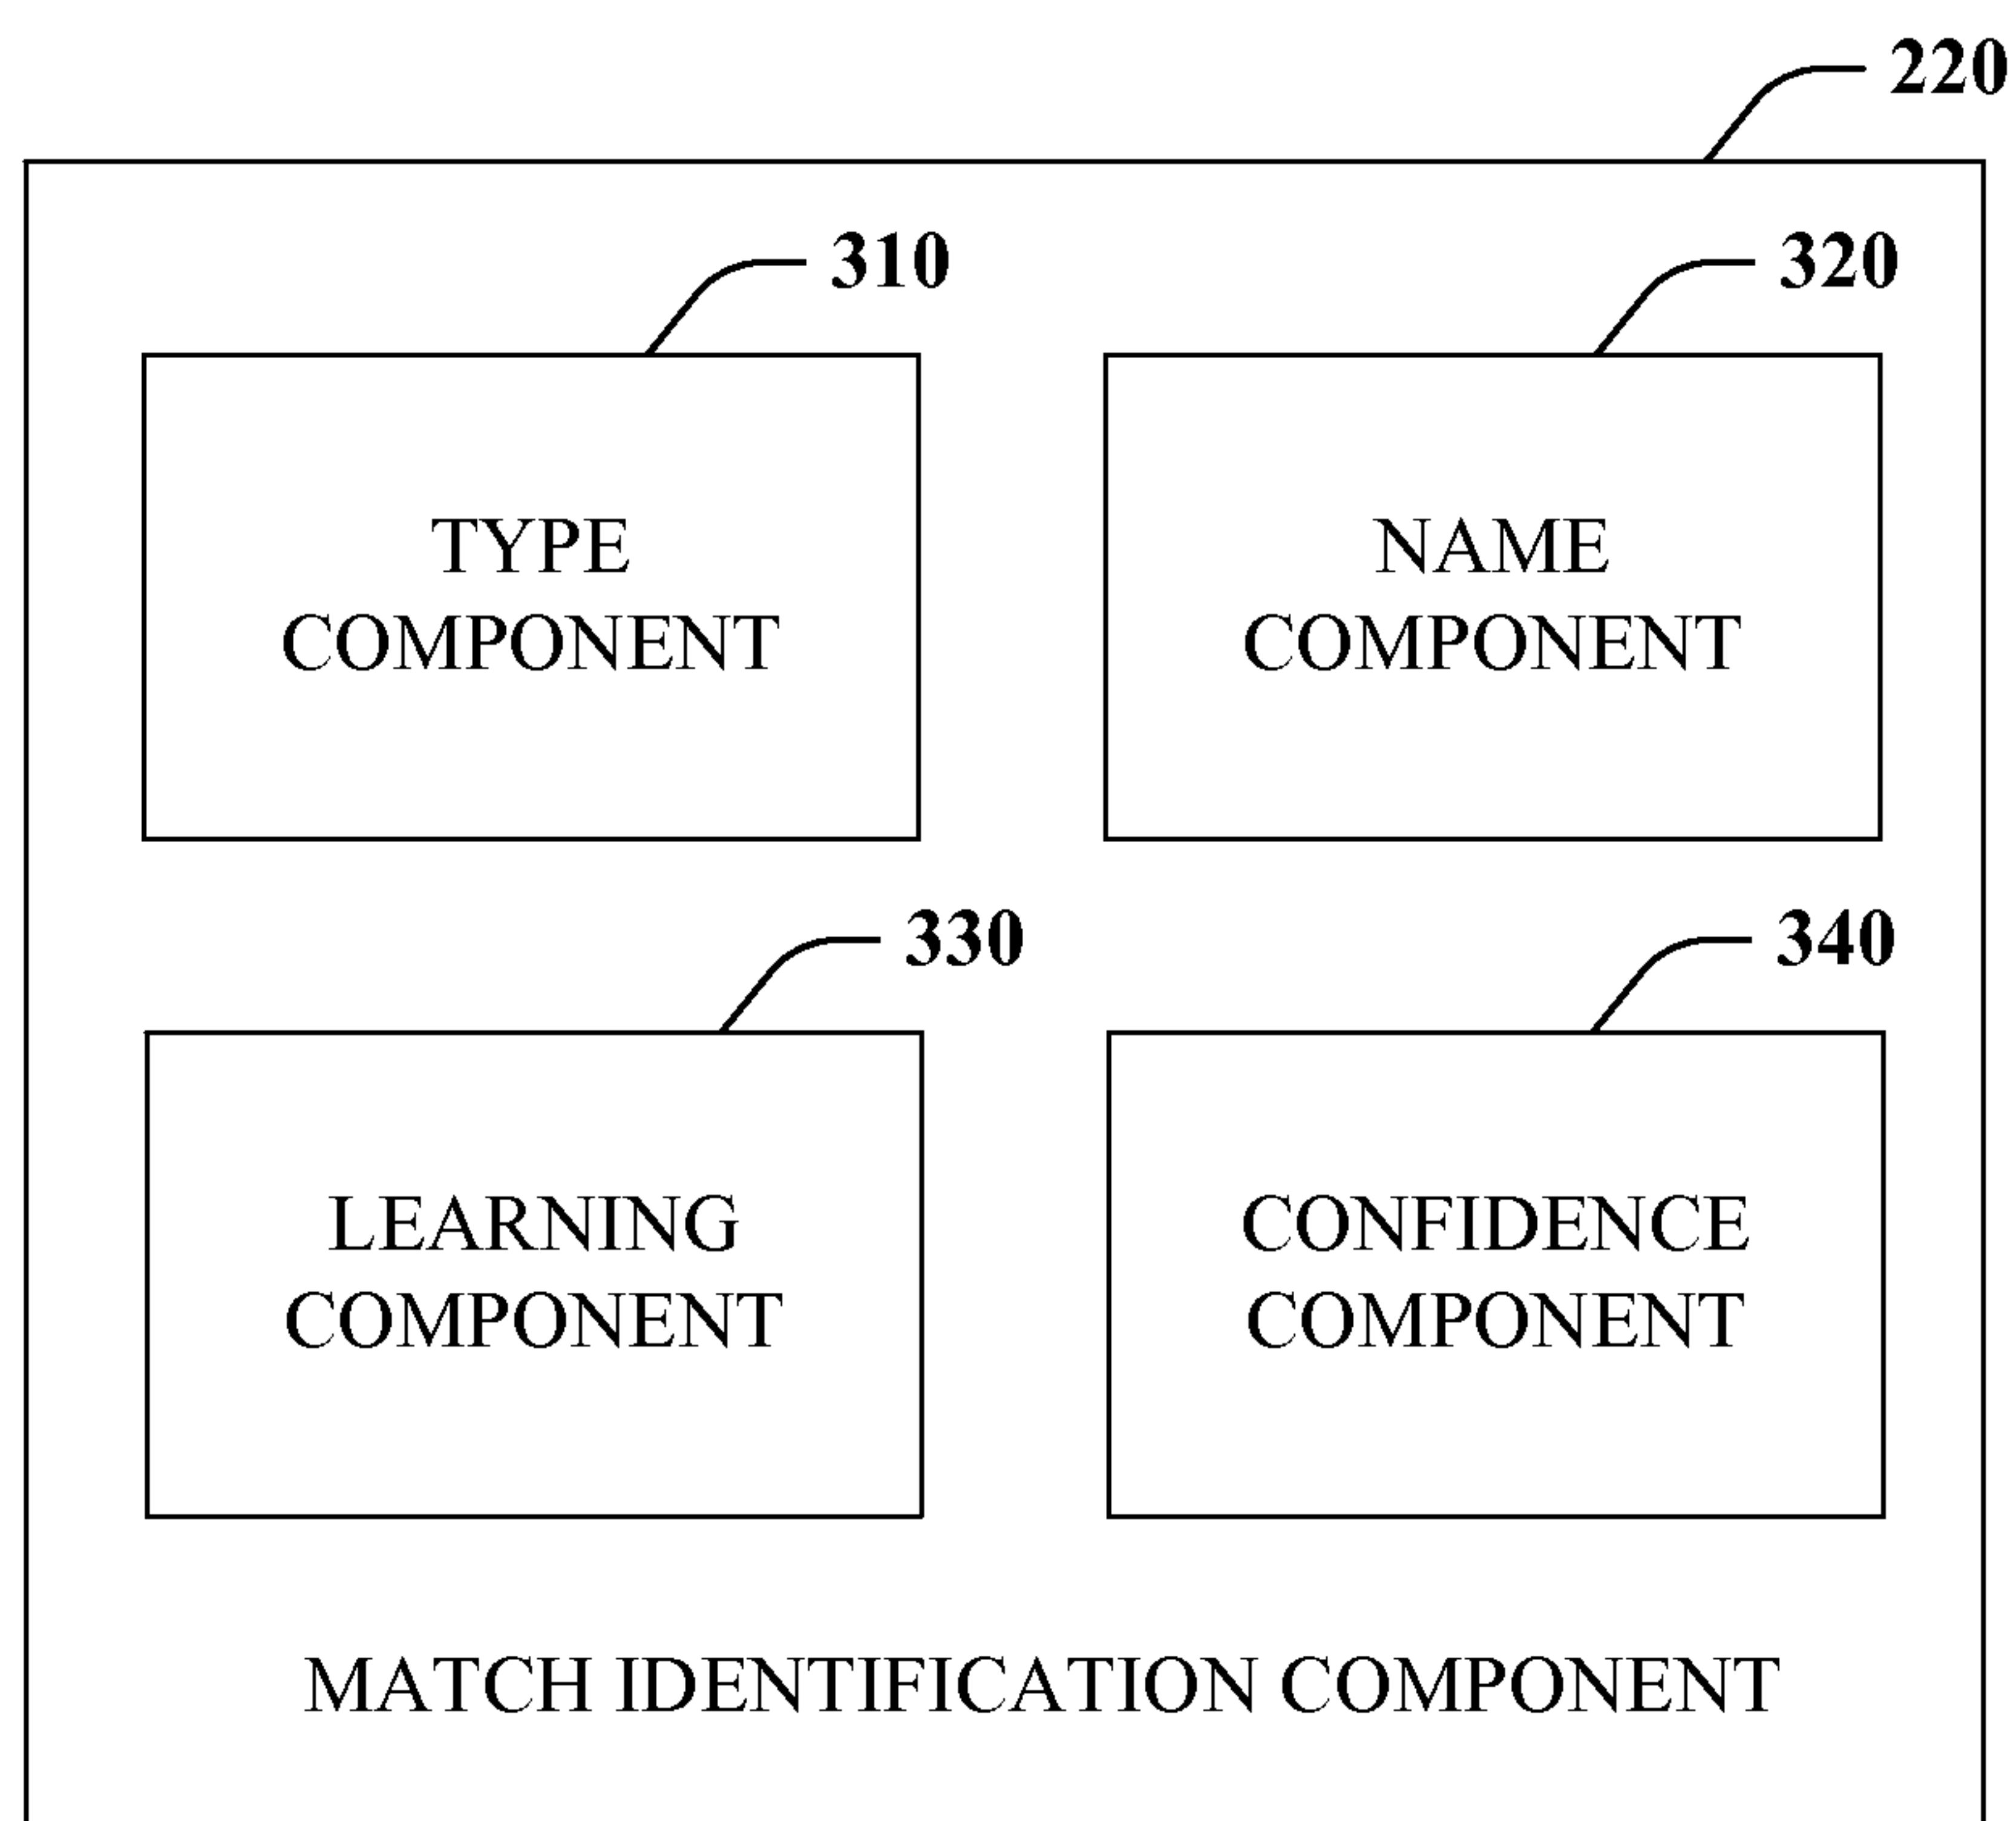 220
310
320
TYPE
COMPONENT
NAME
COMPONENT
330
340
LEARNING
COMPONENT
CONFIDENCE
COMPONENT
MATCH IDENTIFICATION COMPONENT